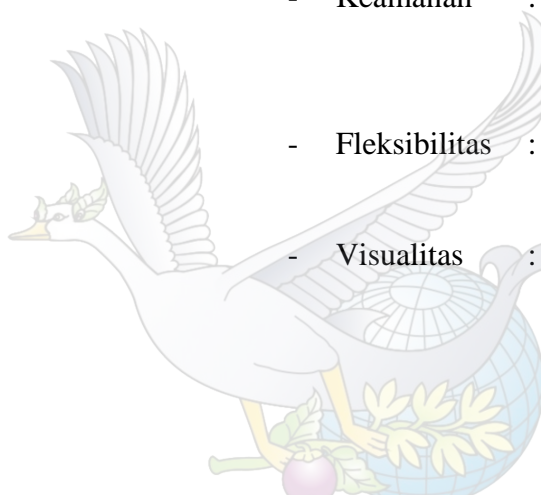 - Keamanan :
- Fleksibilitas :
- Visualitas :